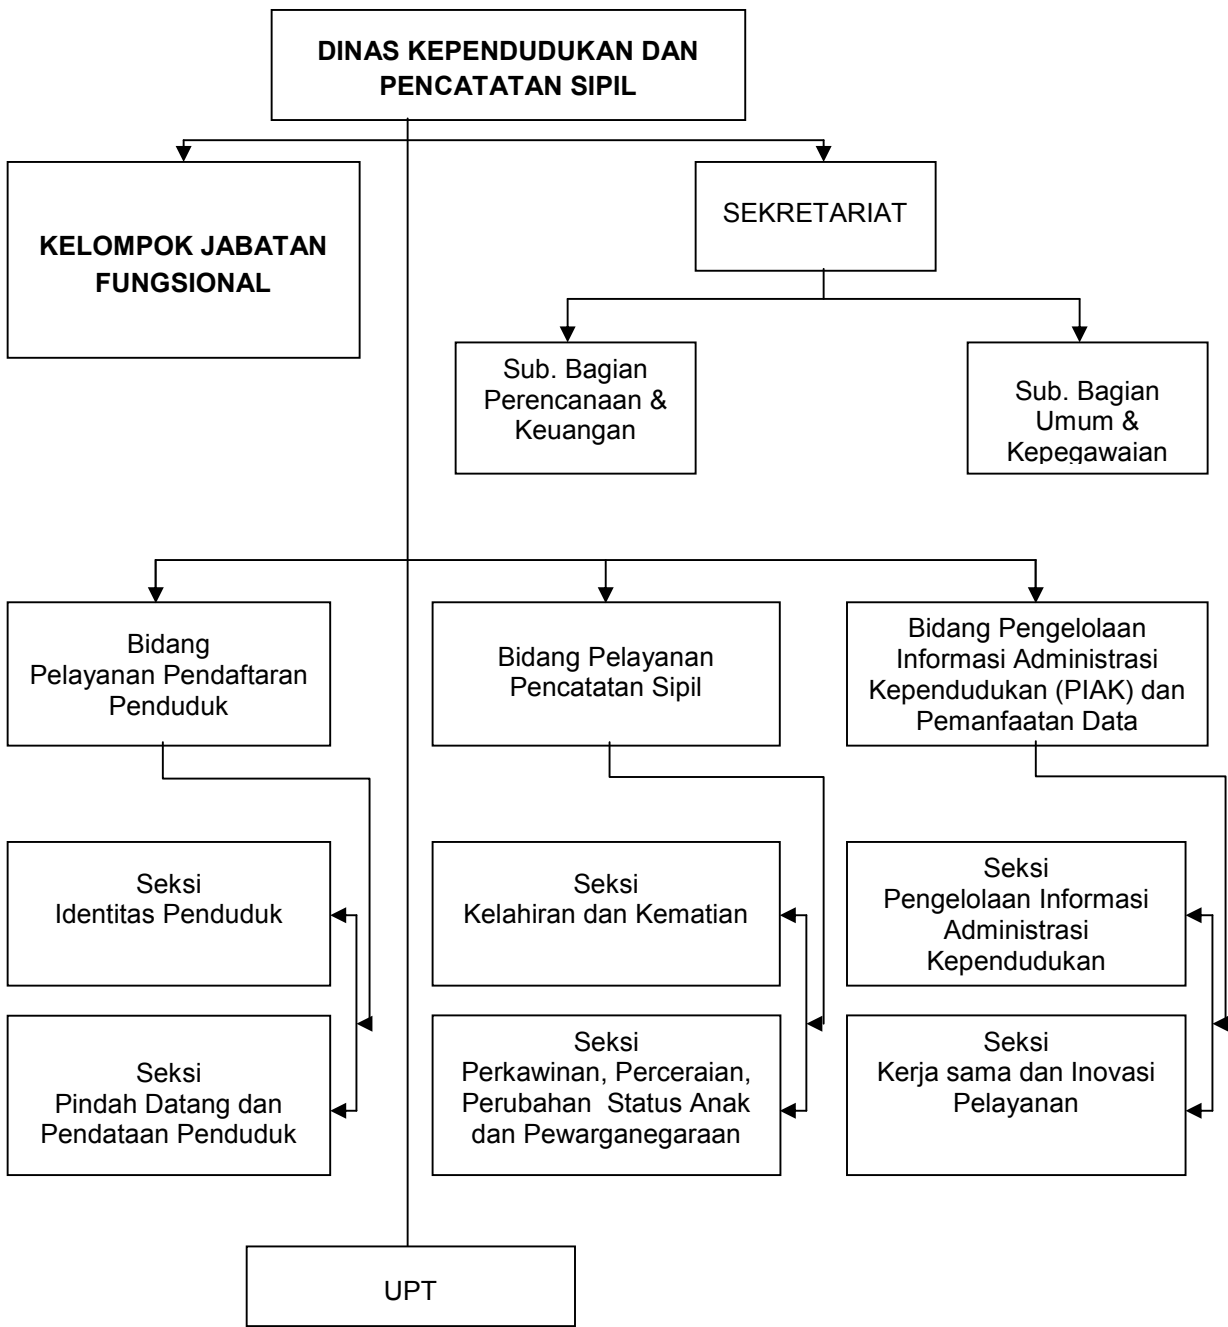 DINAS KEPENDUDUKAN DAN
PENCATATAN SIPIL
KELOMPOK JABATAN
FUNGSIONAL
SEKRETARIAT
Sub. Bagian
Perencanaan &
Keuangan
Sub. Bagian
Umum &
Kepegawaian
Bidang
Pelayanan Pendaftaran
Penduduk
Bidang Pelayanan
Pencatatan Sipil
Bidang Pengelolaan
Informasi Administrasi
Kependudukan (PIAK) dan
Pemanfaatan Data
Seksi
Identitas Penduduk
Seksi
Kelahiran dan Kematian
Seksi
Pengelolaan Informasi
Administrasi
Kependudukan
Seksi
Pindah Datang dan
Pendataan Penduduk
Seksi
Perkawinan, Perceraian,
Perubahan  Status Anak
dan Pewarganegaraan
Seksi
Kerja sama dan Inovasi
Pelayanan
UPT